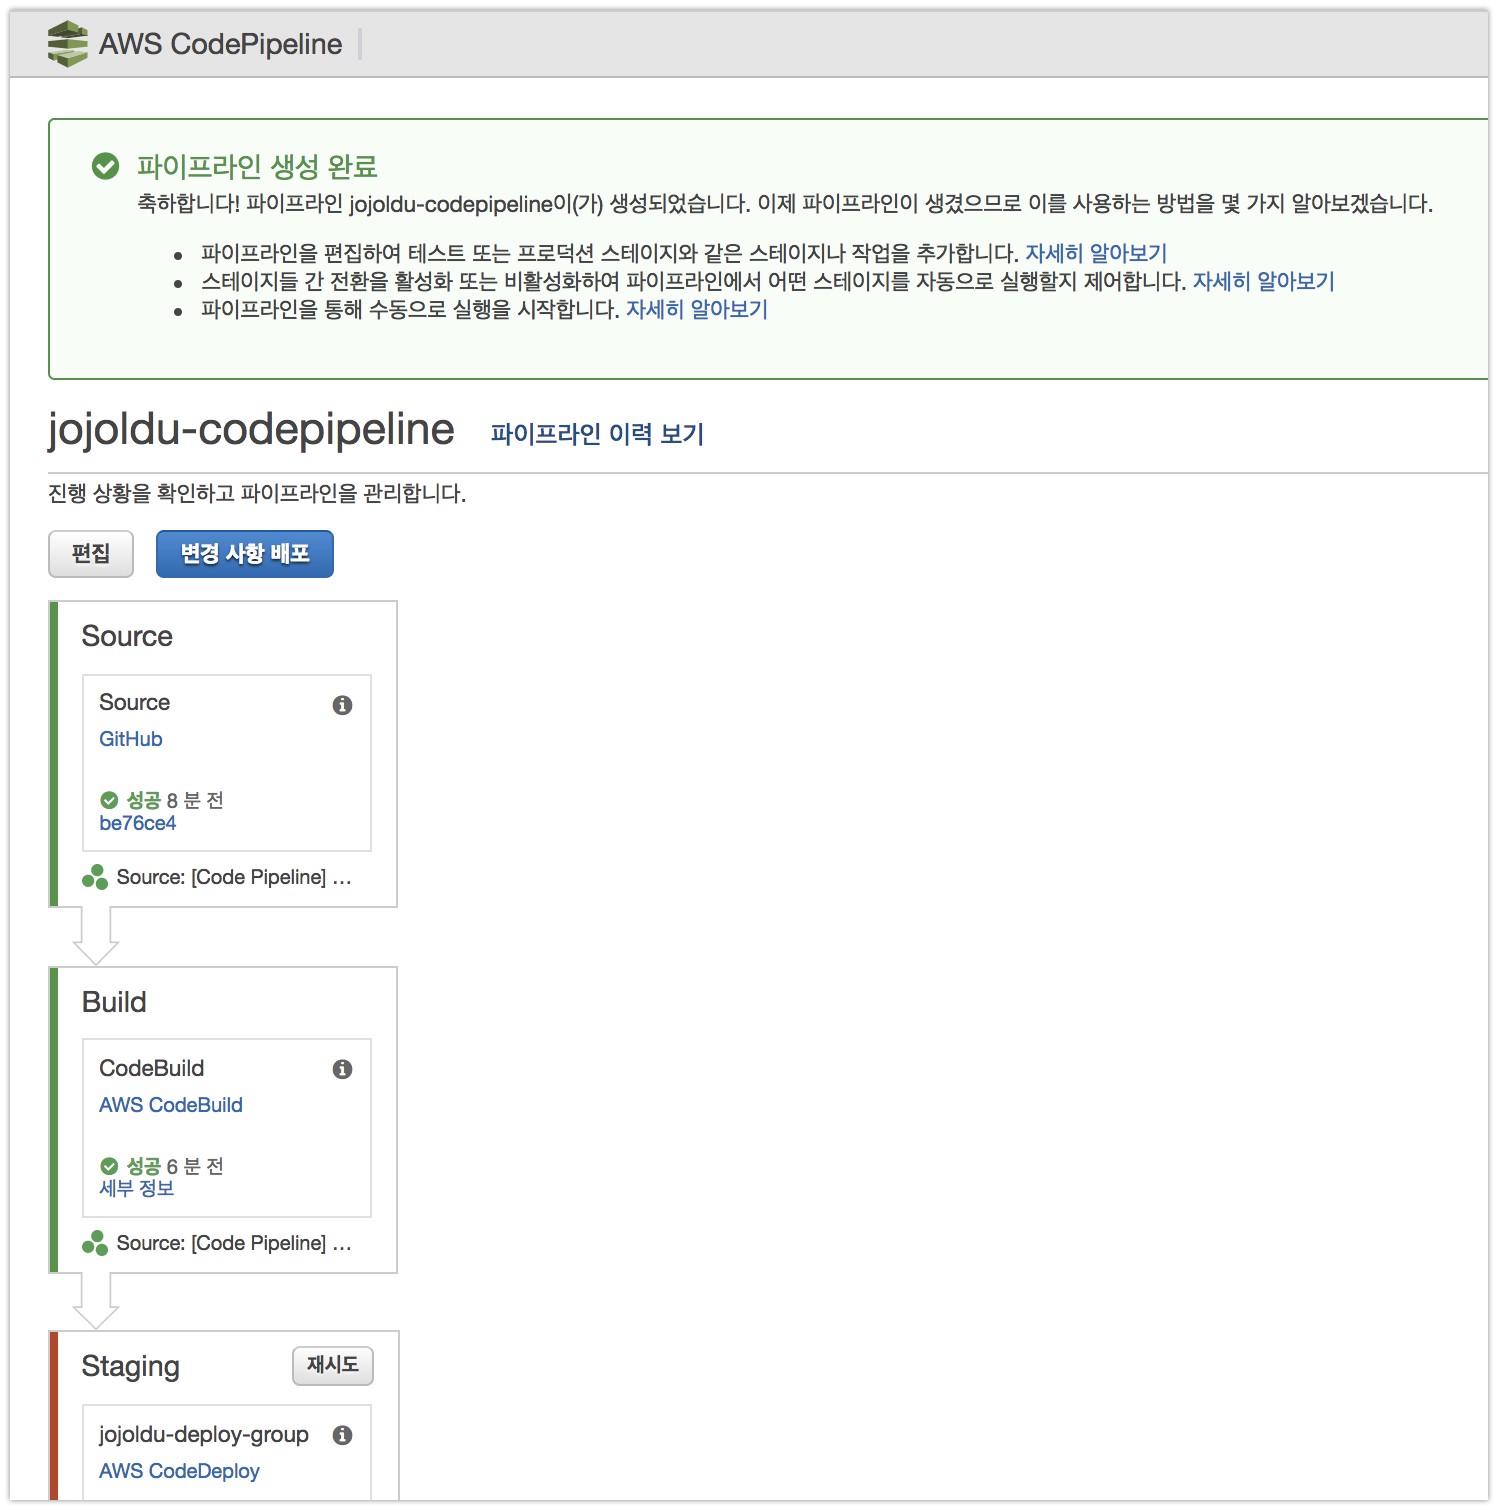 AWS CodePipeline
파이프라인 생성 완료
축하합니다! 파이프라인 jojoldu-codepipeline이(가) 생성되었습니다. 이제 파이프라인이 생겼으므로 이를 사용하는 방법을 몇 가지 알아보겠습니다.
파이프라인을 편집하여 테스트 또는 프로덕션 스테이지와 같은 스테이지나 작업을 추가합니다. 자세히 알아보기
스테이지들 간 전환을 활성화 또는 비활성화하여 파이프라인에서 어떤 스테이지를 자동으로 실행할지 제어합니다. 자세히 알아보기
파이프라인을 통해 수동으로 실행을 시작합니다. 자세히 알아보기
jojoldu-codepipeline 파이프라인 이력 보기
진행 상황을 확인하고 파이프라인을 관리합니다.
편집 변경 사항 배포
Source
Source
GitHub
성공 8 분 전
be76ce4
Source: [Code Pipeline] ...
Build
CodeBuild
AWS CodeBuild
성공 6 분 전
세부 정보
Source: [Code Pipeline] ...
Staging 재시도
jojoldu-deploy-group
AWS CodeDeploy